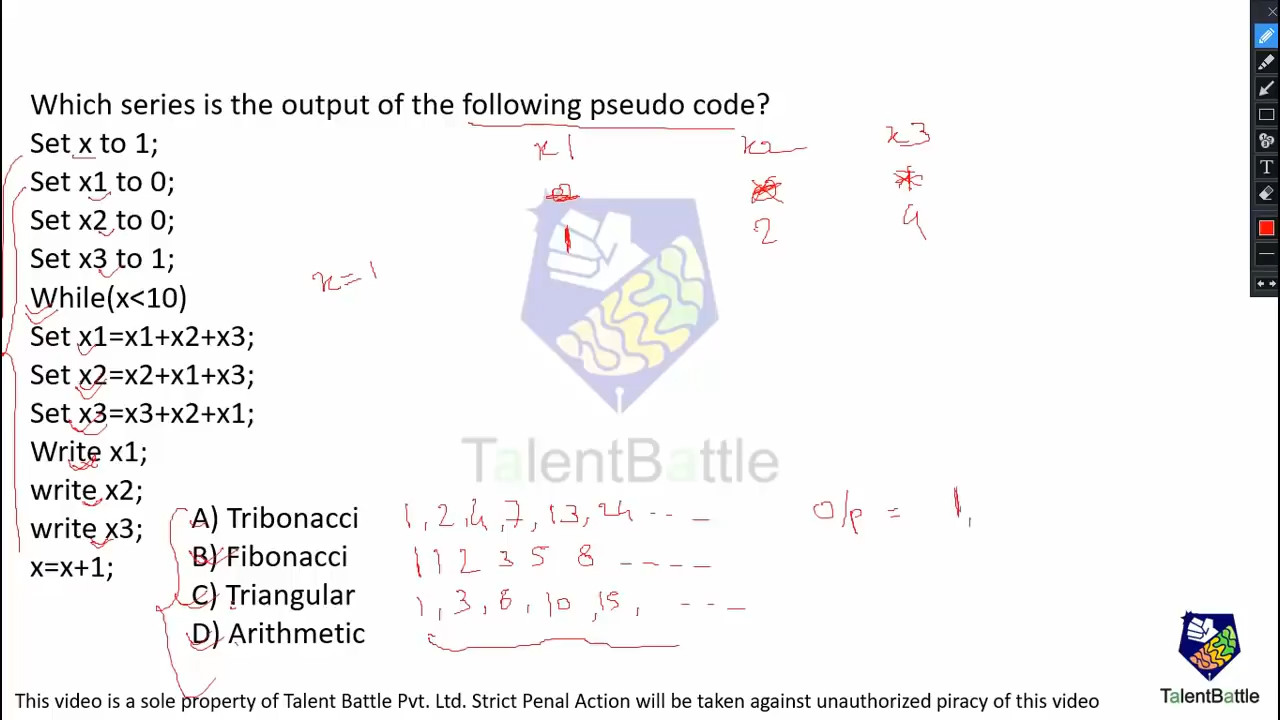 Which series is the output of the following pseudo code?
Set x to 1;
x1 x2 x3
Set x1 to 0;
Set x2 to 0;
1 2 4
Set x3 to 1;
x=1
While(x<10)
Set x1=x1+x2+x3;
Set x2=x2+x1+x3;
Set x3=x3+x2+x1;
Write x1;
TalentBattle
write x2;
A) Tribonacci 1, 2, 4, 7, 13, 24 -- -
O/p = 1,
write x3;
B) Fibonacci 1 1 2 3 5 8 - - - -
x=x+1;
C) Triangular 1, 3, 6, 10, 15, - - -
D) Arithmetic
TalentBattle
This video is a sole property of Talent Battle Pvt. Ltd. Strict Penal Action will be taken against unauthorized piracy of this video